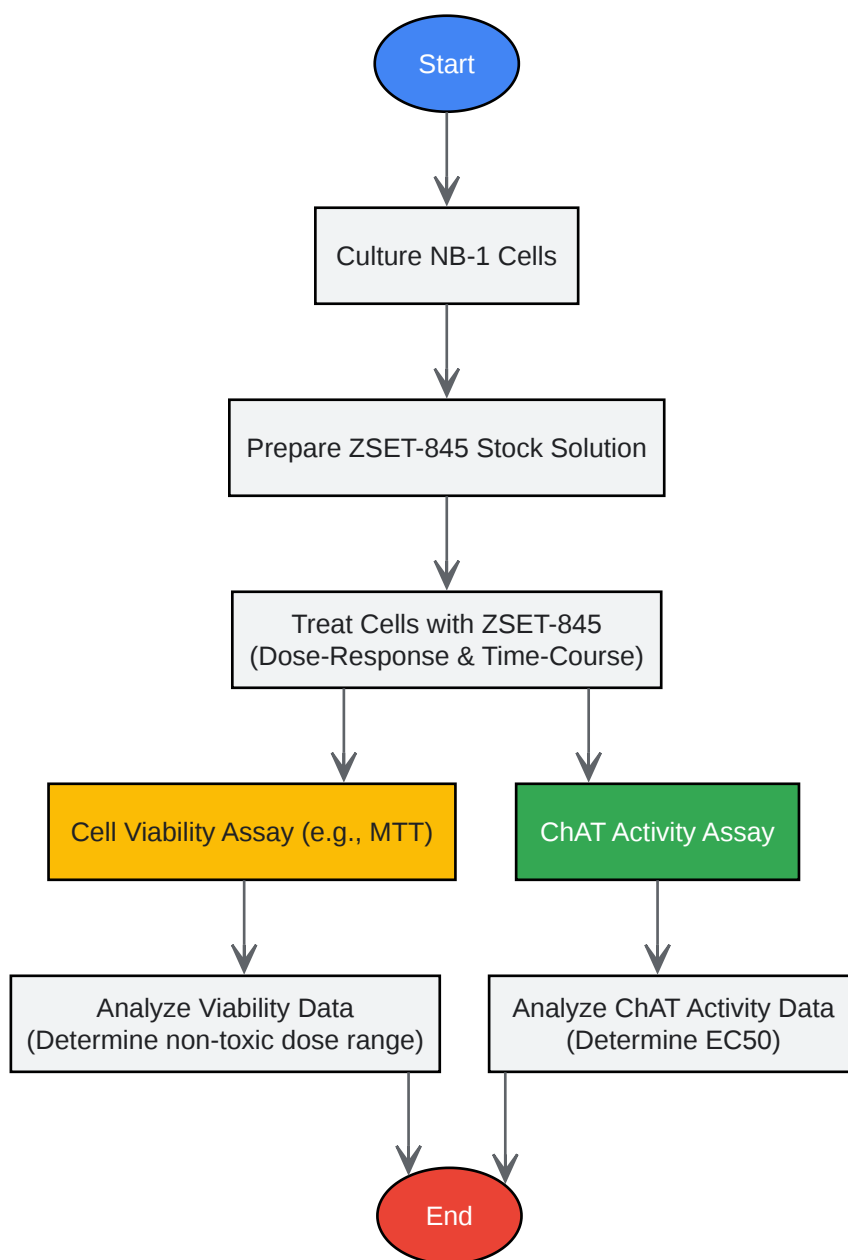 Start
Culture NB-1 Cells
Prepare ZSET-845 Stock Solution
Treat Cells with ZSET-845
(Dose-Response & Time-Course)
Cell Viability Assay (e.g., MTT)
ChAT Activity Assay
Analyze Viability Data
(Determine non-toxic dose range)
Analyze ChAT Activity Data
(Determine EC50)
End